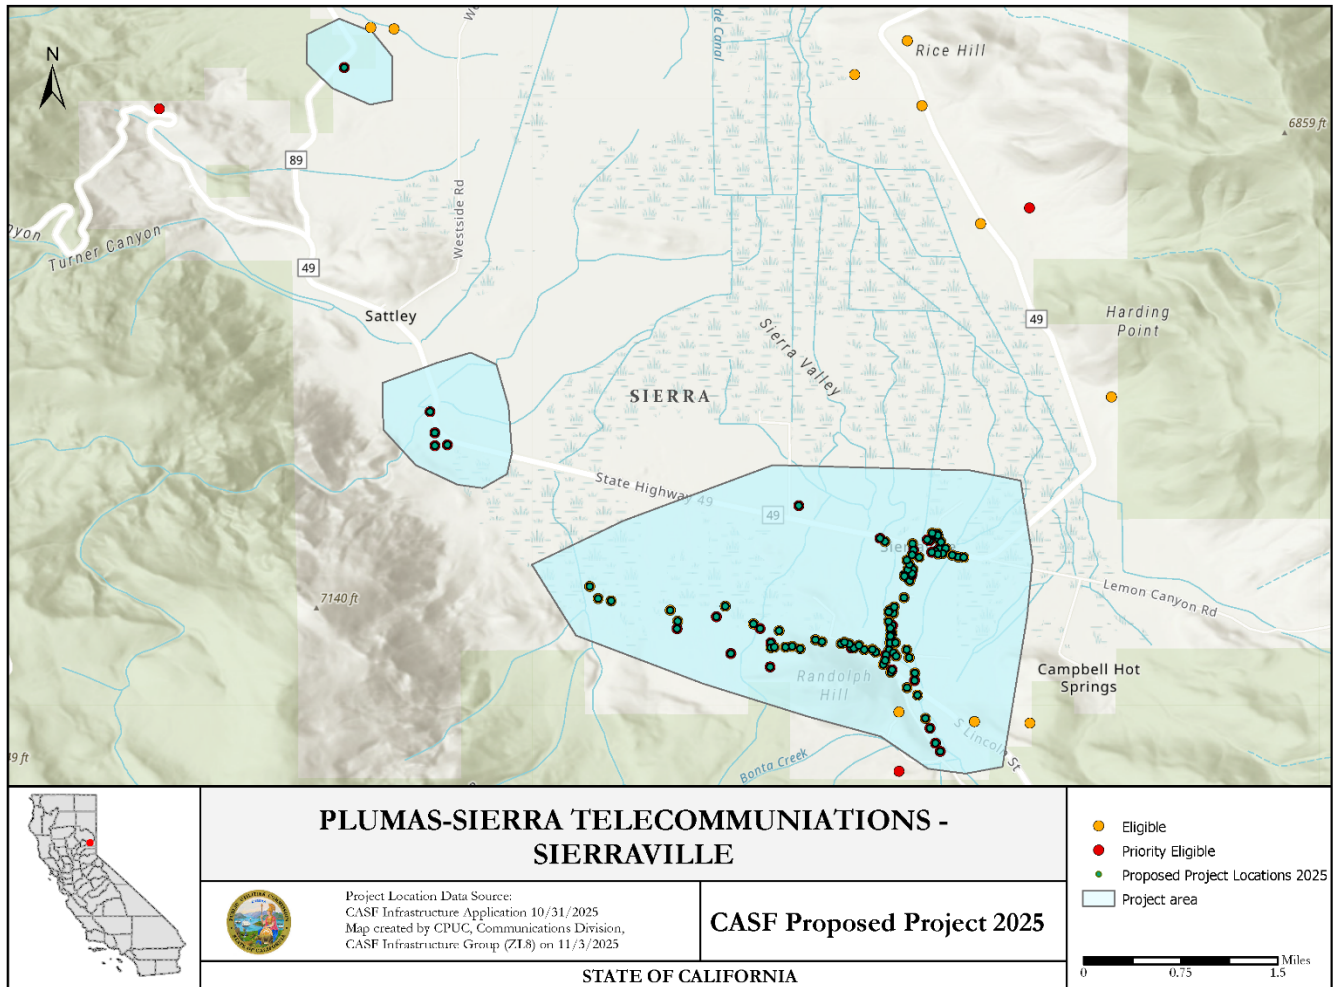 N
Rice Hill
6859 ft
89
Westside Rd
Turner Canyon
49
Sattley
49
Harding
Point
Sierra Valley
SIERRA
State Highway 49
49
Lemon Canyon Rd
7140 ft
Randolph
Hill
Campbell Hot
Springs
S Lincoln St
Bonta Creek
PLUMAS-SIERRA TELECOMMUNIATIONS -
SIERRAVILLE
Project Location Data Source:
CASF Infrastructure Application 10/31/2025
Map created by CPUC, Communications Division,
CASF Infrastructure Group (ZL8) on 11/3/2025
CASF Proposed Project 2025
STATE OF CALIFORNIA
Eligible
Priority Eligible
Proposed Project Locations 2025
Project area
Miles
0 0.75 1.5